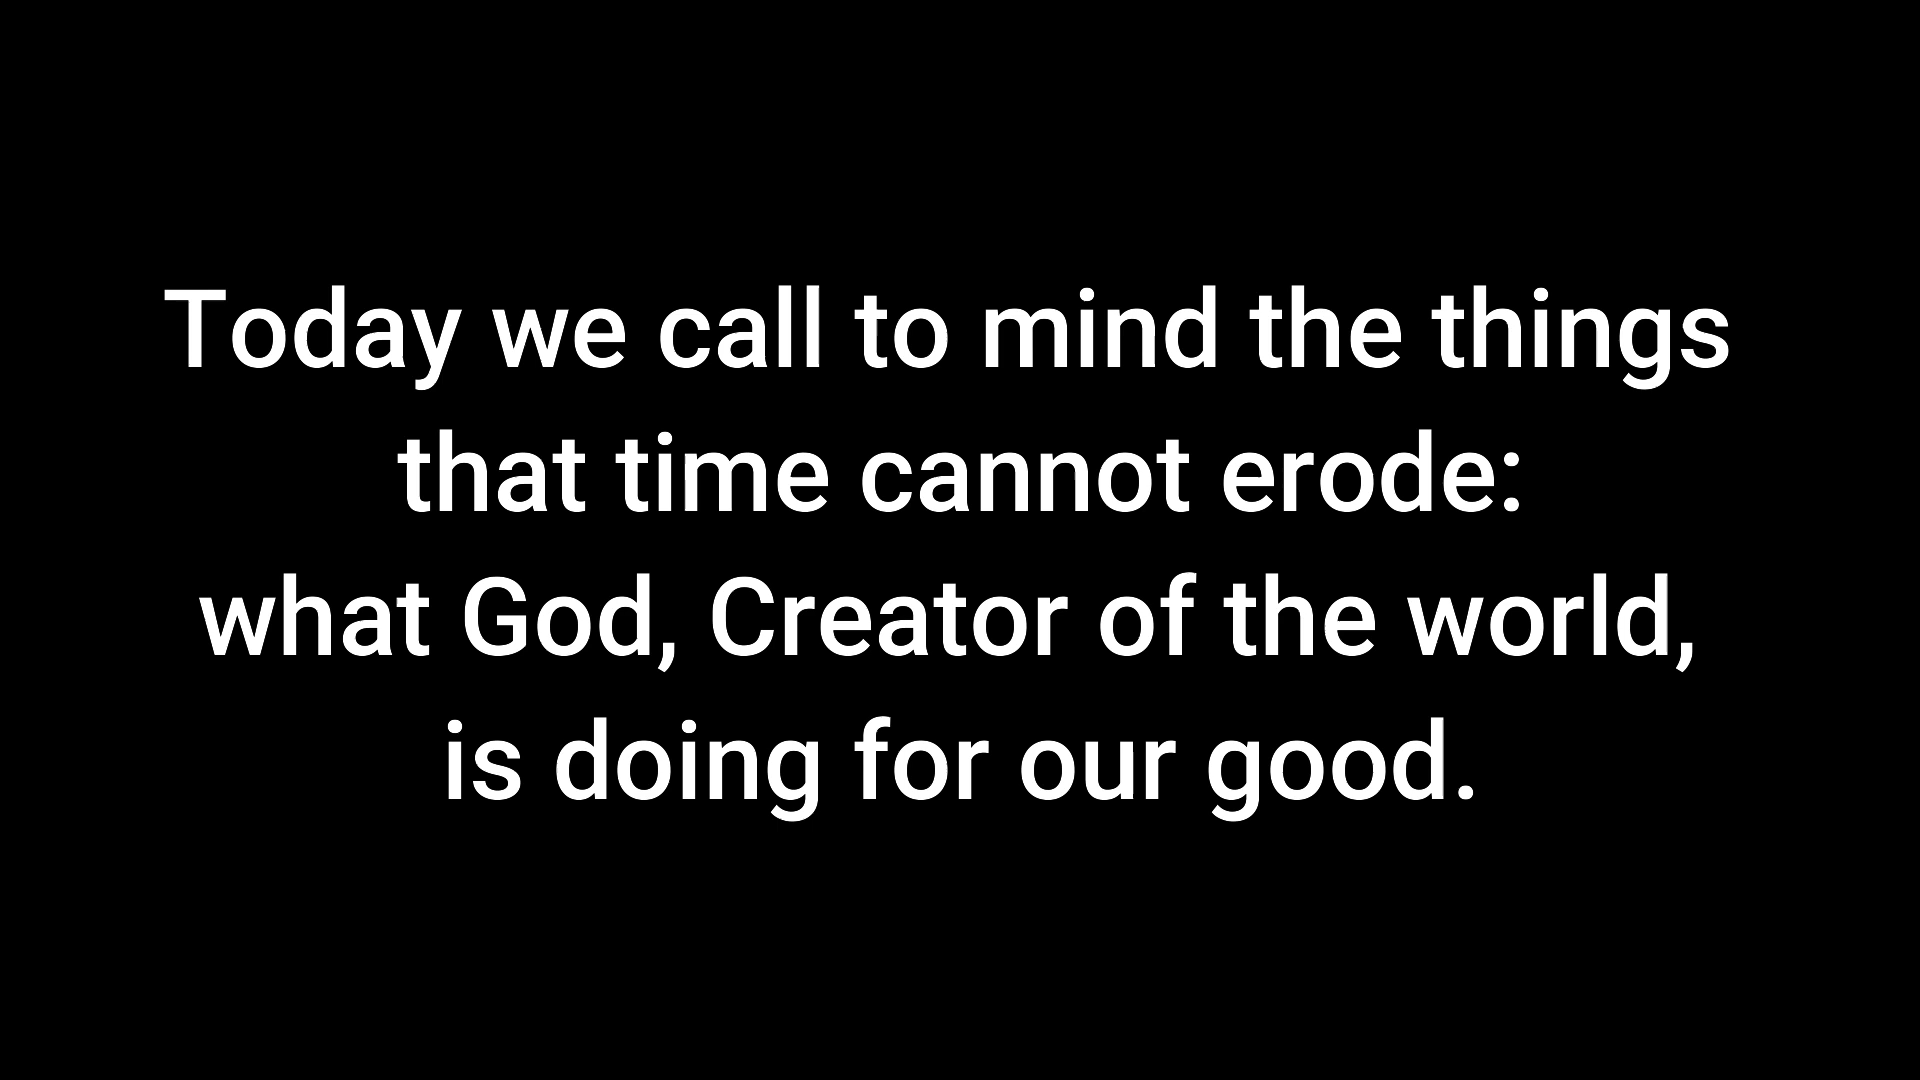 Today we call to mind the things
that time cannot erode:
what God, Creator of the world,
is doing for our good.